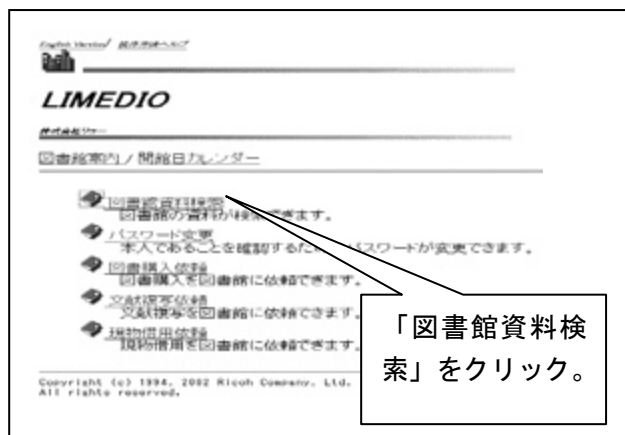 English Version/ 検索方法ヘルプ
LIMEDIO
株式会社リコー
図書館案内 / 開館日カレンダー
図書館資料検索
図書館の資料が検索できます。
パスワード変更
本人であることを確認するための パスワードが変更できます。
図書購入依頼
図書購入を図書館に依頼できます。
文献複写依頼
文献複写を図書館に依頼できます。
現物借用依頼
現物借用を図書館に依頼できます。
「図書館資料検
索」をクリック。
Copyright (c) 1994, 2002 Ricoh Company, Ltd.
All rights reserved.